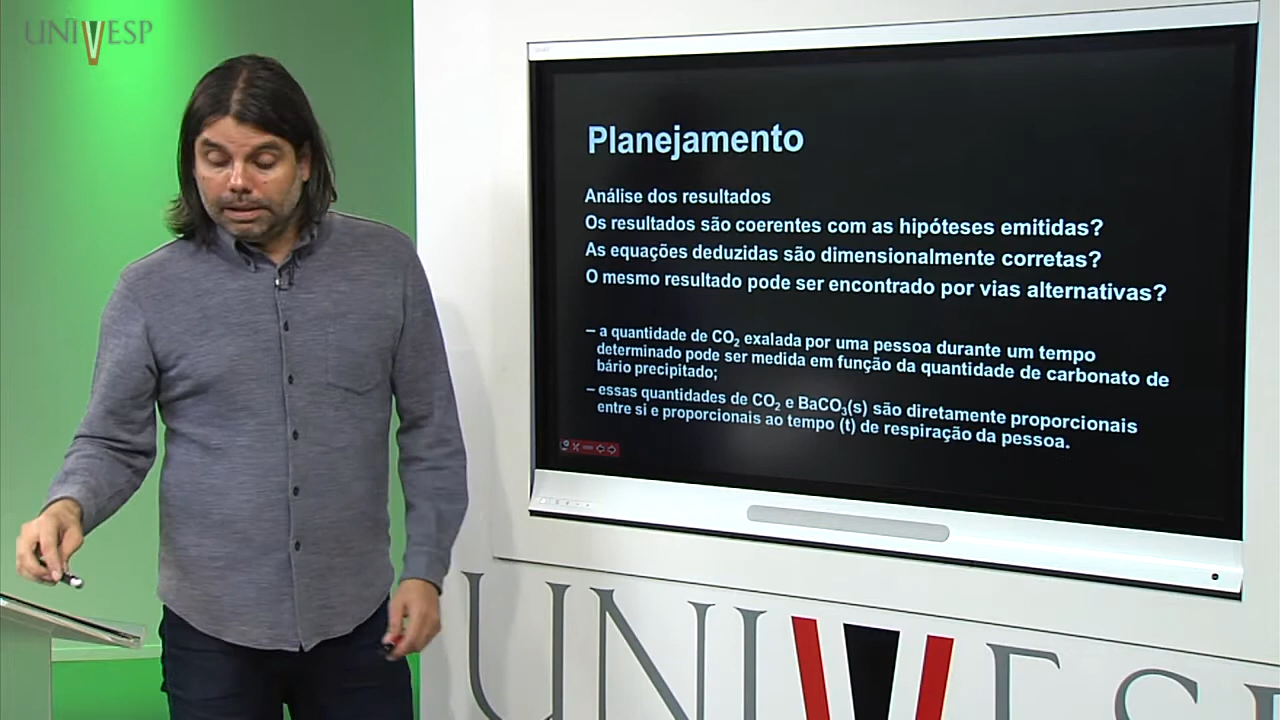 UNIVESP
Planejamento
Análise dos resultados
Os resultados são coerentes com as hipóteses emitidas?
As equações deduzidas são dimensionalmente corretas?
O mesmo resultado pode ser encontrado por vias alternativas?
– a quantidade de CO₂ exalada por uma pessoa durante um tempo
determinado pode ser medida em função da quantidade de carbonato de
bário precipitado;
– essas quantidades de CO₂ e BaCO₃(s) são diretamente proporcionais
entre si e proporcionais ao tempo (t) de respiração da pessoa.
UNIVESP